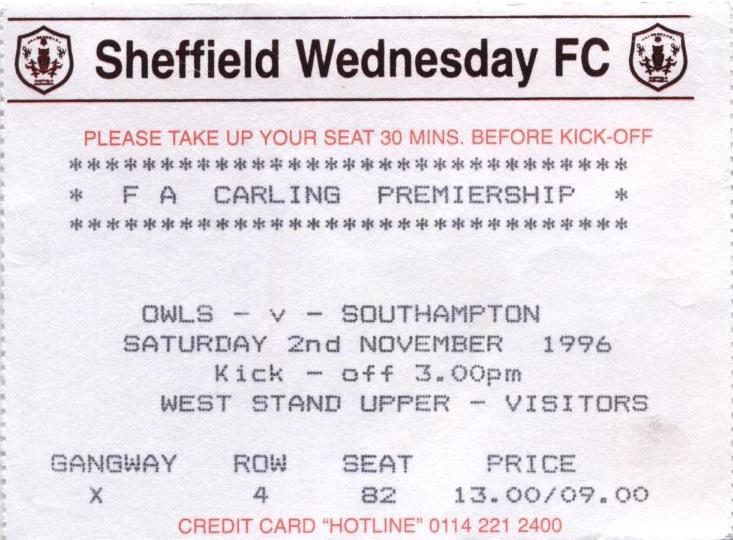 Sheffield Wednesday FC
PLEASE TAKE UP YOUR SEAT 30 MINS. BEFORE KICK-OFF
*******************************
* F A CARLING PREMIERSHIP *
*******************************
OWLS - v - SOUTHAMPTON
SATURDAY 2nd NOVEMBER 1996
Kick - off 3.00pm
WEST STAND UPPER - VISITORS
GANGWAY ROW SEAT PRICE
X 4 82 13.00/09.00
CREDIT CARD "HOTLINE" 0114 221 2400